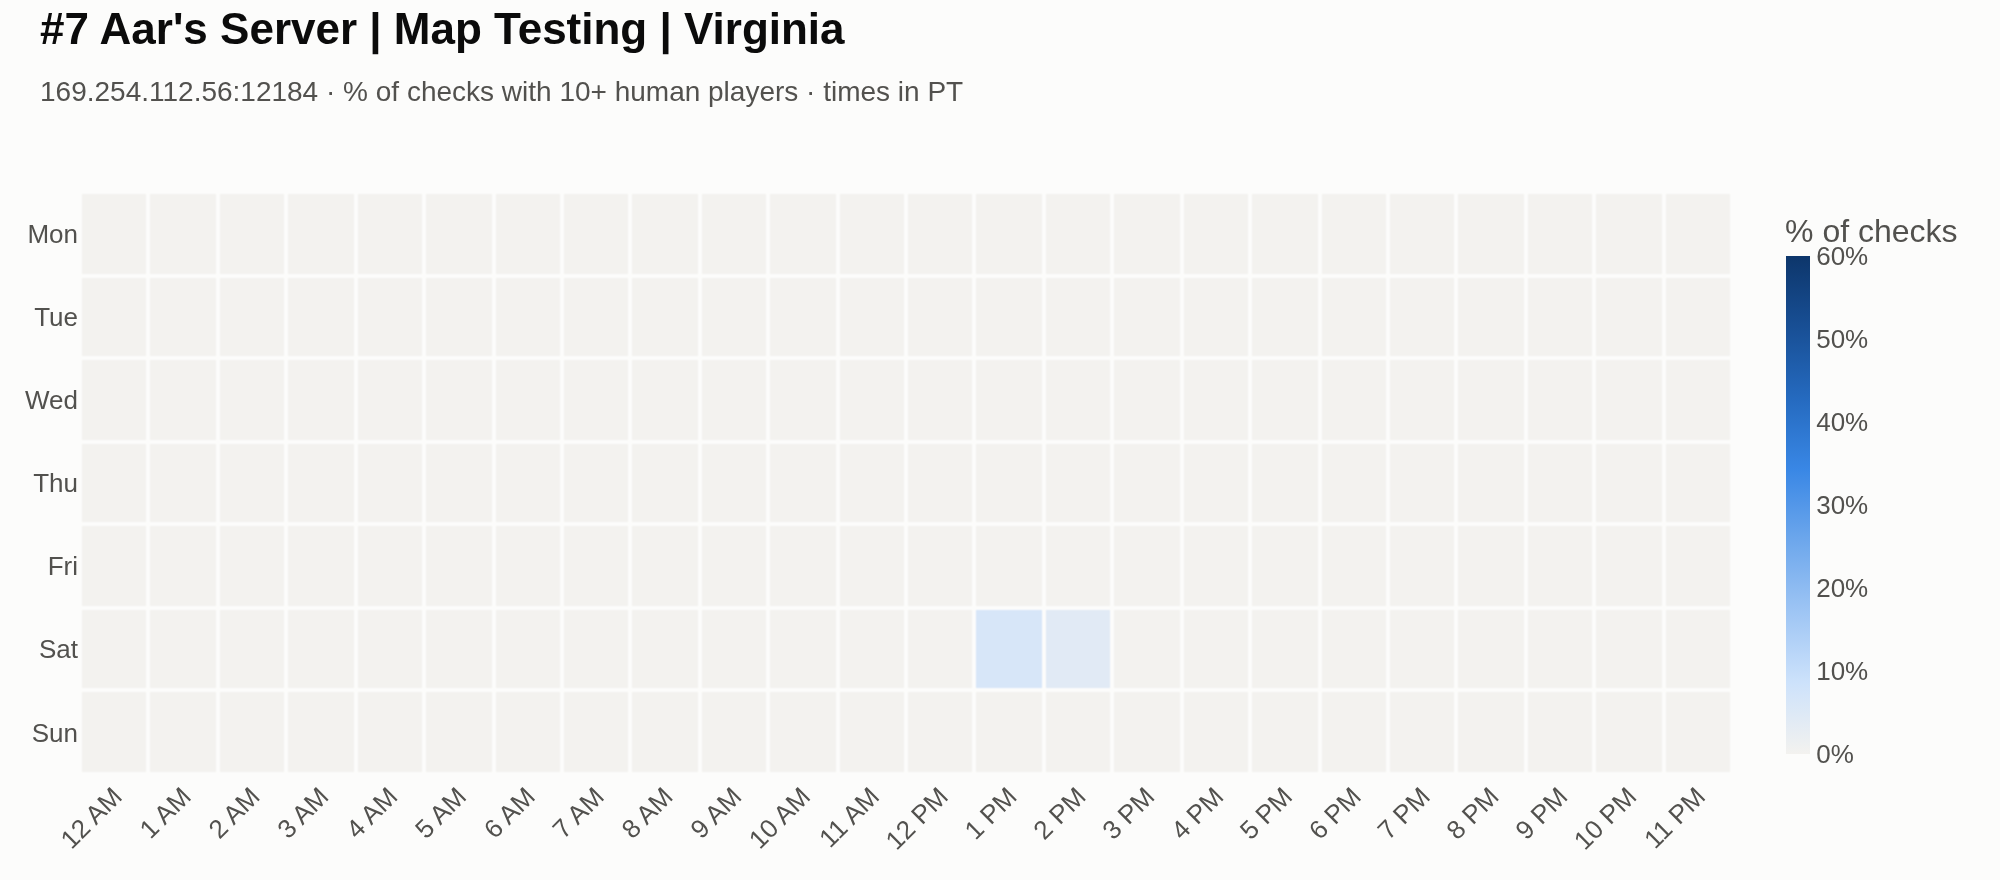 #7 Aar's Server | Map Testing | Virginia
169.254.112.56:12184 · % of checks with 10+ human players · times in PT
% of checks
60%
50%
40%
30%
20%
10%
0%
Mon
Tue
Wed
Thu
Fri
Sat
Sun
12 AM
1 AM
2 AM
3 AM
4 AM
5 AM
6 AM
7 AM
8 AM
9 AM
10 AM
11 AM
12 PM
1 PM
2 PM
3 PM
4 PM
5 PM
6 PM
7 PM
8 PM
9 PM
10 PM
11 PM